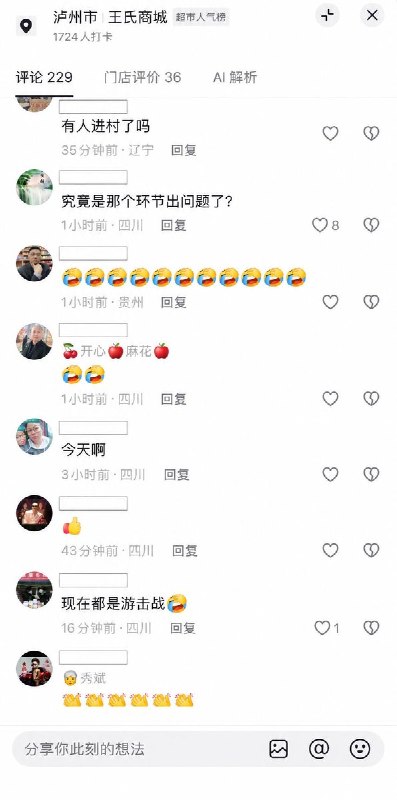 泸州市 王氏商城 超市人气榜
1724人打卡
评论 229 门店评价 36 AI 解析
有人进村了吗
35分钟前 · 辽宁 回复
究竟是那个环节出问题了?
1小时前 · 四川 回复 8
🤣🤣🤣🤣🤣🤣🤣🤣🤣🤣🤣
1小时前 · 贵州 回复
🍒开心🍎麻花🍎
🤣🤣
1小时前 · 四川 回复
今天啊
3小时前 · 四川 回复
👍
43分钟前 · 四川 回复
现在都是游击战🤣
16分钟前 · 四川 回复 1
秀斌
👏👏👏👏👏👏
分享你此刻的想法